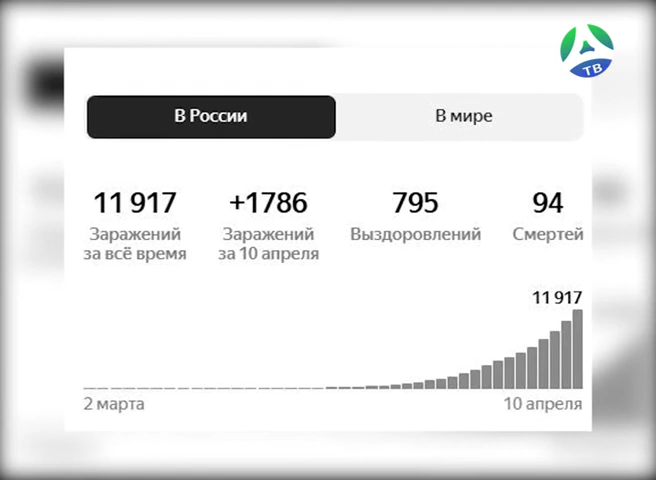 ТВ
В России
В мире
11 917
+1786
795
94
Заражений
за всё время
Заражений
за 10 апреля
Выздоровлений
Смертей
11 917
2 марта
10 апреля